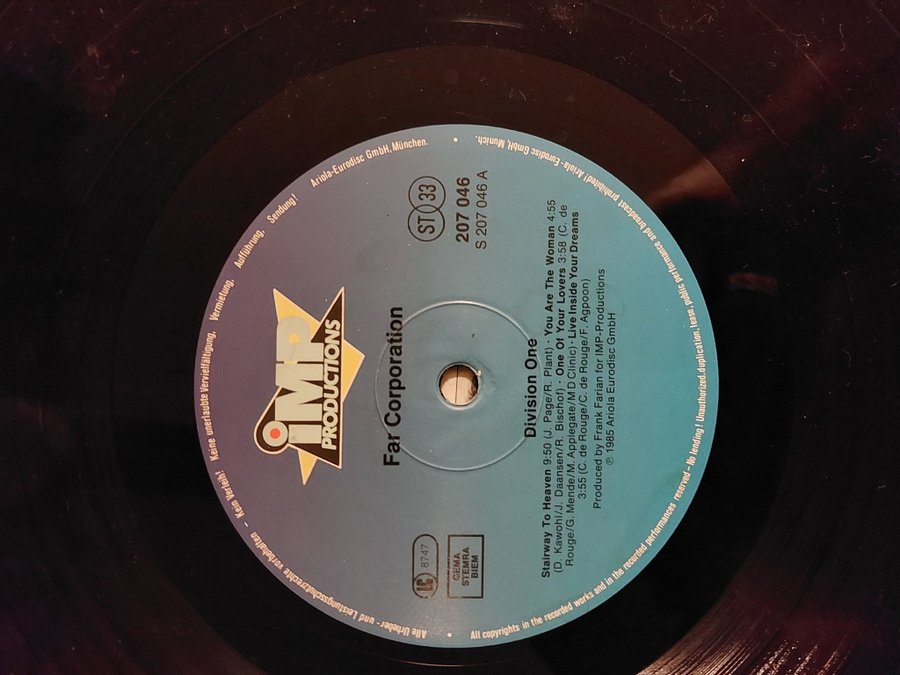 iMP
PRODUCTIONS
Far Corporation
LC 8747
GEMA
STEMRA
BIEM
ST 33
207 046
S 207 046 A
Division One
Stairway To Heaven 9:50 (J. Page/R. Plant) · You Are The Woman 4:55
(D. Kawohl/J. Daansen/R. Bischof) · One Of Your Lovers 3:58 (C. de
Rouge/G. Mende/M. Applegate/M D Clinic) · Live Inside Your Dreams
3:55 (C. de Rouge/C. de Rouge/F. Agpoon)
Produced by Frank Farian for IMP-Productions
℗ 1985 Ariola Eurodisc GmbH
Alle Urheber- und Leistungsschutzrechte vorbehalten – Kein Verleih! Keine unerlaubte Vervielfältigung, Vermietung, Aufführung, Sendung! Ariola-Eurodisc GmbH, München.
All copyrights in the recorded works and in the recorded performances reserved – No lending! Unauthorized duplication, lease, public performance and broadcast prohibited! Ariola-Eurodisc GmbH, Munich.